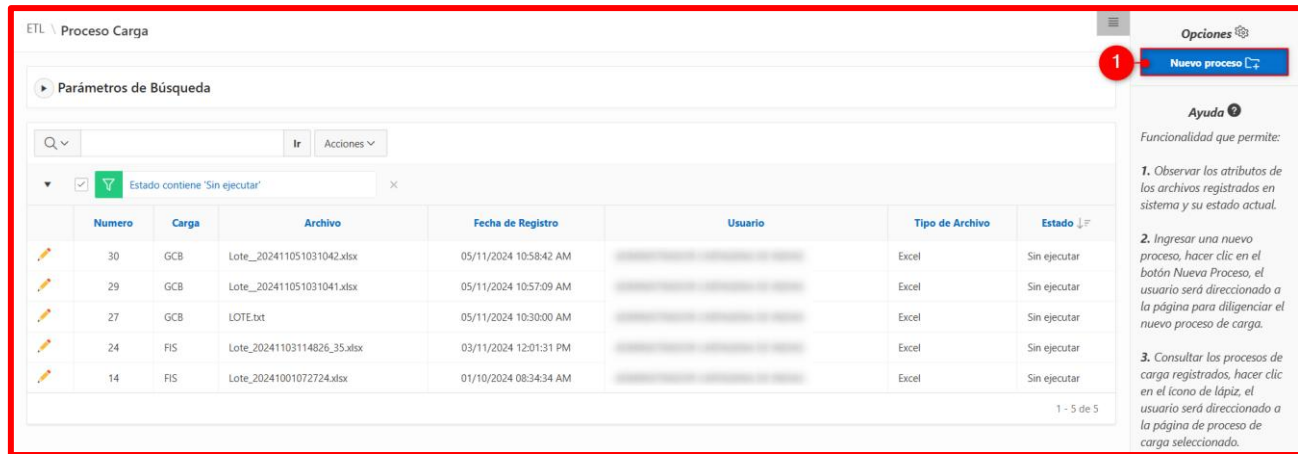 ETL \ Proceso Carga
Parámetros de Búsqueda
Ir Acciones
Estado contiene 'Sin ejecutar'
Numero Carga Archivo Fecha de Registro Usuario Tipo de Archivo Estado
30 GCB Lote__202411051031042.xlsx 05/11/2024 10:58:42 AM Excel Sin ejecutar
29 GCB Lote__202411051031041.xlsx 05/11/2024 10:57:09 AM Excel Sin ejecutar
27 GCB LOTE.txt 05/11/2024 10:30:00 AM Excel Sin ejecutar
24 FIS Lote_20241103114826_35.xlsx 03/11/2024 12:01:31 PM Excel Sin ejecutar
14 FIS Lote_20241001072724.xlsx 01/10/2024 08:34:34 AM Excel Sin ejecutar
1 - 5 de 5
Opciones
1
Nuevo proceso
Ayuda
Funcionalidad que permite:
1. Observar los atributos de
los archivos registrados en
sistema y su estado actual.
2. Ingresar una nuevo
proceso, hacer clic en el
botón Nueva Proceso, el
usuario será direccionado a
la página para diligenciar el
nuevo proceso de carga.
3. Consultar los procesos de
carga registrados, hacer clic
en el ícono de lápiz, el
usuario será direccionado a
la página de proceso de
carga seleccionado.